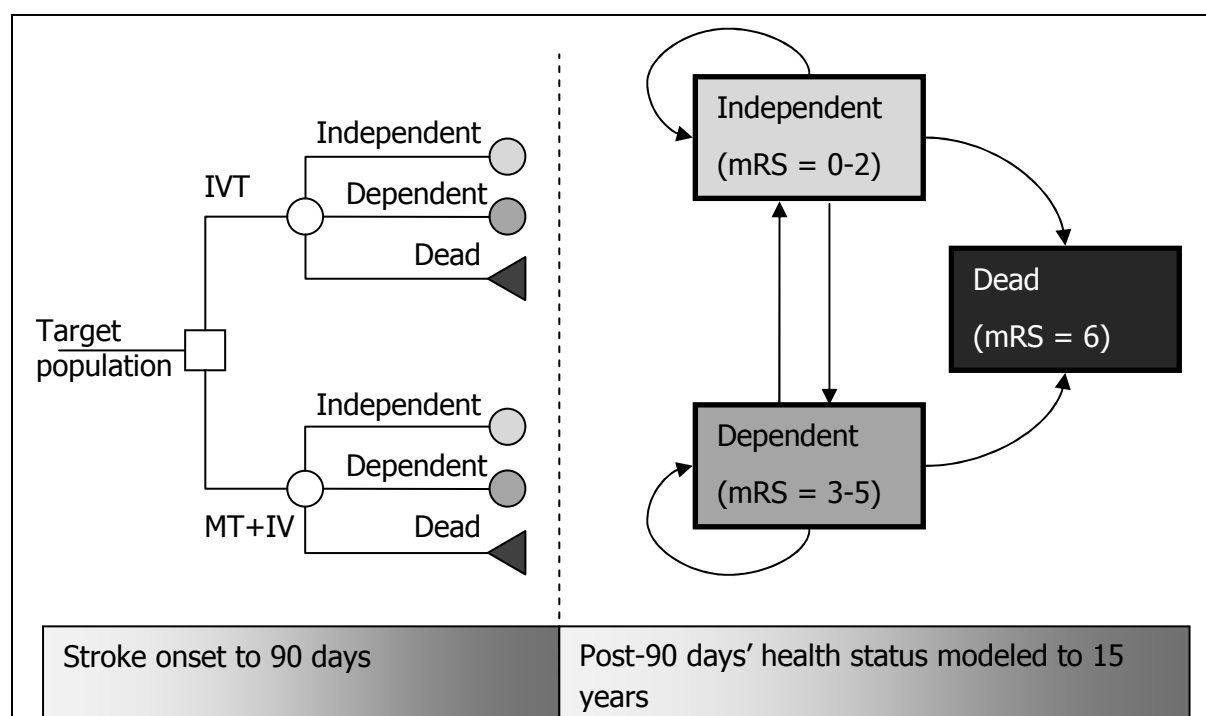 Independent
IVT
Dependent
Dead
Target
population
Independent
Dependent
MT+IV
Dead
Independent
(mRS = 0-2)
Dead
(mRS = 6)
Dependent
(mRS = 3-5)
Stroke onset to 90 days
Post-90 days’ health status modeled to 15
years